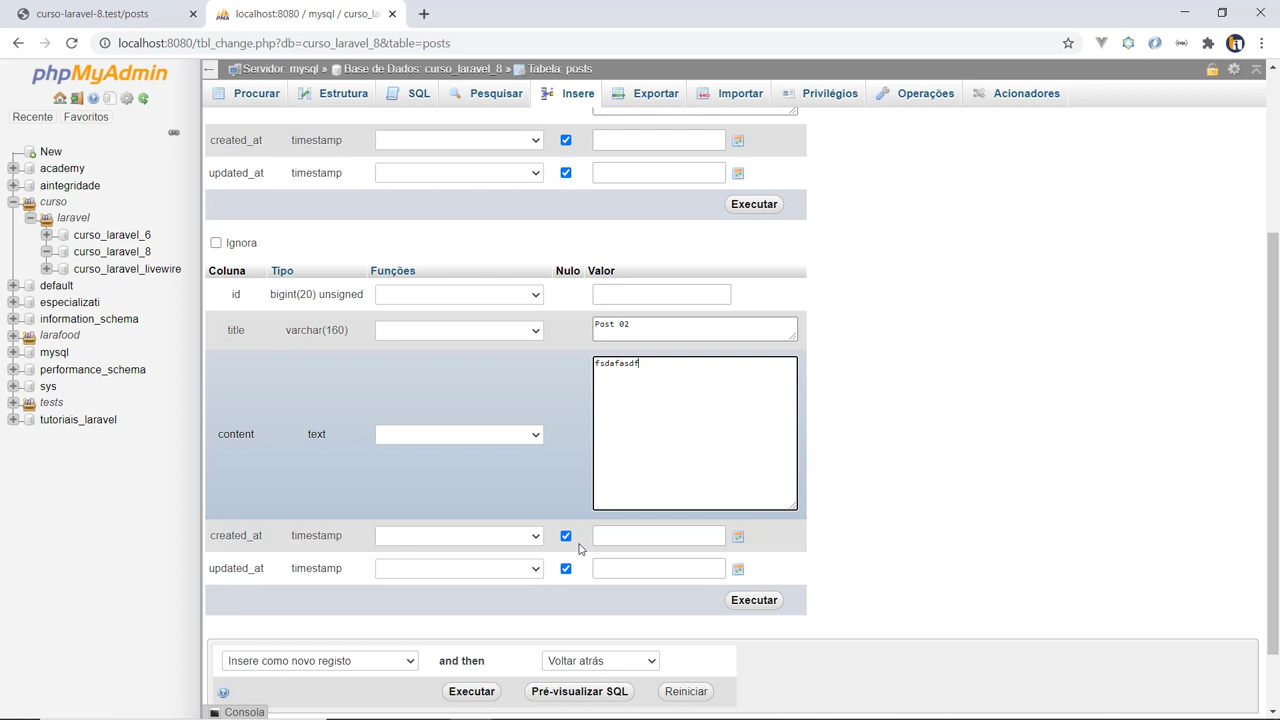 curso-laravel-8.test/posts
localhost:8080 / mysql / curso_la
localhost:8080/tbl_change.php?db=curso_laravel_8&table=posts
phpMyAdmin
Recente Favoritos
New
academy
aintegridade
curso
laravel
curso_laravel_6
curso_laravel_8
curso_laravel_livewire
default
especializati
information_schema
larafood
mysql
performance_schema
sys
tests
tutoriais_laravel
Servidor: mysql » Base de Dados: curso_laravel_8 » Tabela: posts
Procurar Estrutura SQL Pesquisar Insere Exportar Importar Privilégios Operações Acionadores
created_at timestamp
updated_at timestamp
Executar
Ignora
Coluna Tipo Funções Nulo Valor
id bigint(20) unsigned
title varchar(160) Post 02
content text fsdafasdf
created_at timestamp
updated_at timestamp
Executar
Insere como novo registo and then Voltar atrás
Executar Pré-visualizar SQL Reiniciar
Consola